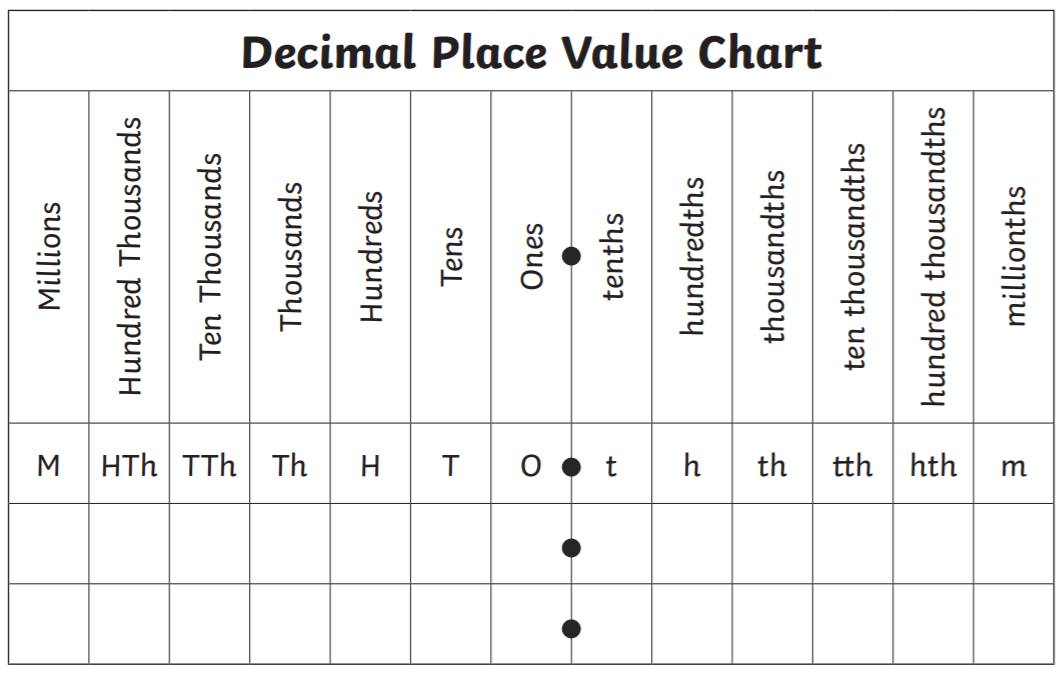 Decimal Place Value Chart
Millions
Hundred Thousands
Ten Thousands
Thousands
Hundreds
Tens
Ones
tenths
hundredths
thousandths
ten thousandths
hundred thousandths
millionths
M HTh TTh Th H T O t h th tth hth m